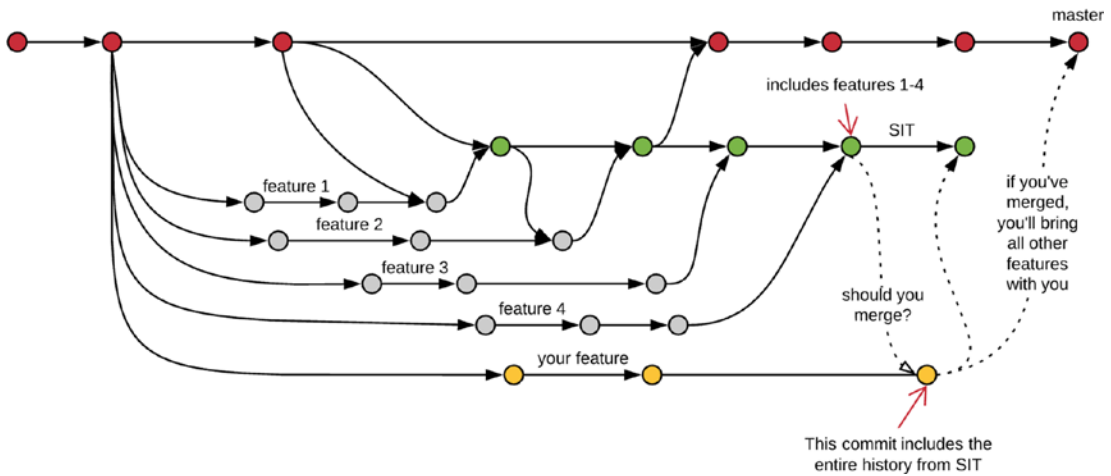 master
includes features 1-4
SIT
feature 1
feature 2
feature 3
feature 4
your feature
should you
merge?
if you've
merged,
you'll bring
all other
features
with you
This commit includes the
entire history from SIT